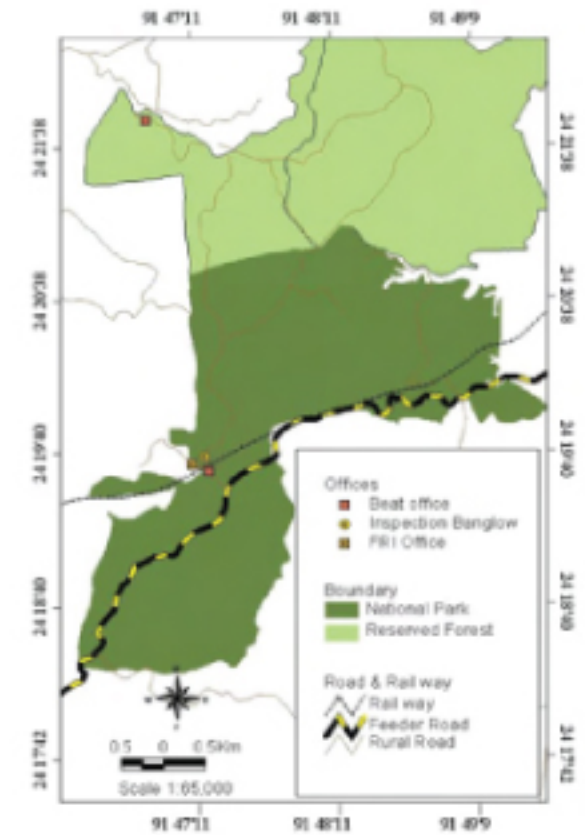 91 47'11 91 48'11 91 49'9
24 21'38 24 21'38
24 20'38 24 20'38
24 19'40 24 19'40
Offices
Beat office
Inspection Banglow
FRI Office
24 18'40
Boundary
National Park
Reserved Forest
Road & Rail way
Rail way
Feeder Road
Rural Road
0.5 0 0.5Km
24 17'42 24 17'42
Scale 1:65,000
91 47'11 91 48'11 91 49'9